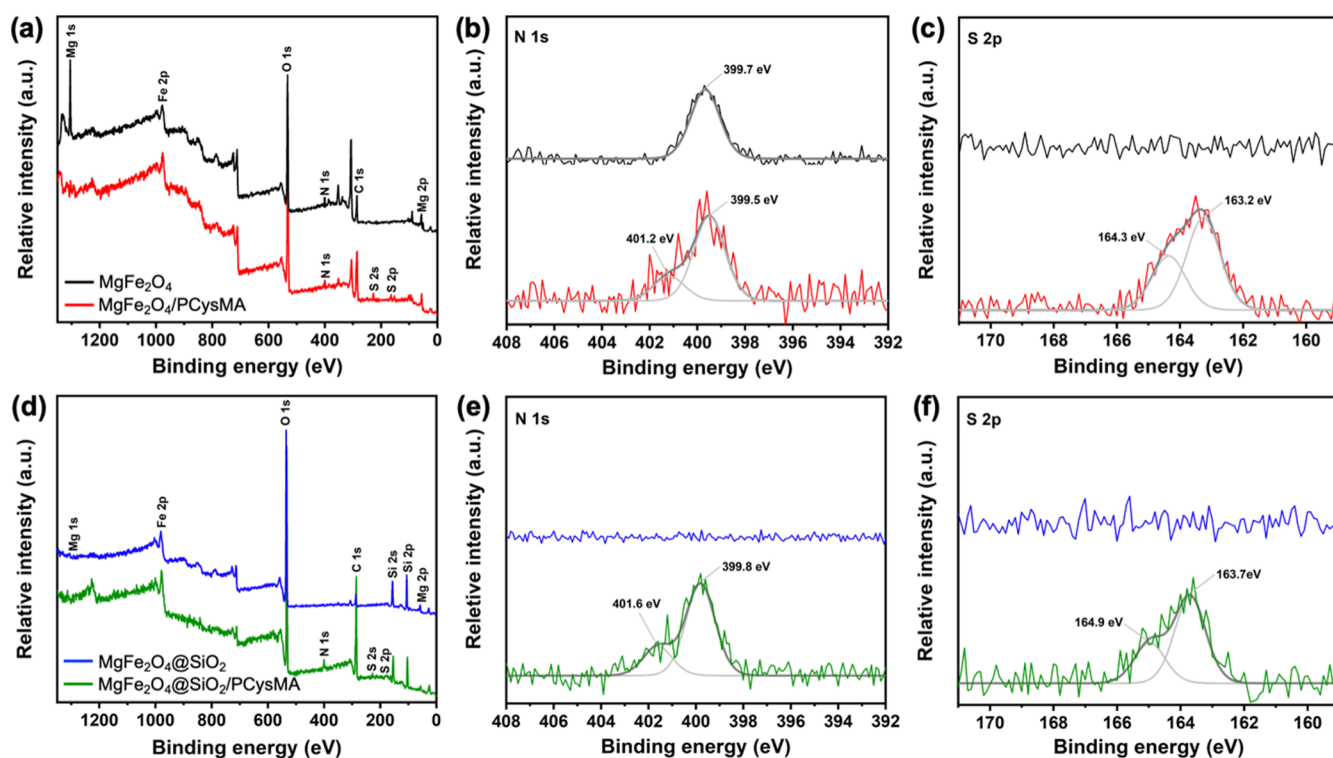 (a)
Relative intensity (a.u.)
Mg 1s
Fe 2p
O 1s
N 1s
C 1s
Mg 2p
N 1s
S 2s
S 2p
MgFe₂O₄
MgFe₂O₄/PCysMA
1200 1000 800 600 400 200 0
Binding energy (eV)
(b)
Relative intensity (a.u.)
N 1s
399.7 eV
399.5 eV
401.2 eV
408 406 404 402 400 398 396 394 392
Binding energy (eV)
(c)
Relative intensity (a.u.)
S 2p
163.2 eV
164.3 eV
170 168 166 164 162 160
Binding energy (eV)
(d)
Relative intensity (a.u.)
Mg 1s
Fe 2p
O 1s
C 1s
Si 2s
Si 2p
Mg 2p
N 1s
S 2s
S 2p
MgFe₂O₄@SiO₂
MgFe₂O₄@SiO₂/PCysMA
1200 1000 800 600 400 200 0
Binding energy (eV)
(e)
Reletive intensity (a.u.)
N 1s
399.8 eV
401.6 eV
408 406 404 402 400 398 396 394 392
Binding energy (eV)
(f)
Relative intensity (a.u.)
S 2p
163.7eV
164.9 eV
170 168 166 164 162 160
Binding energy (eV)